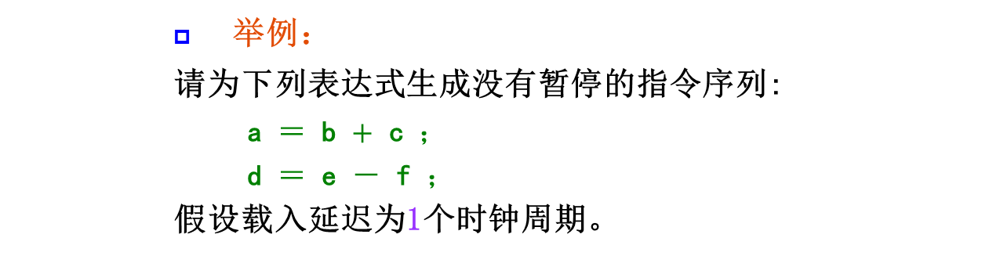 举例：
请为下列表达式生成没有暂停的指令序列:
a ＝ b ＋ c ；
d ＝ e － f ；
假设载入延迟为1个时钟周期。